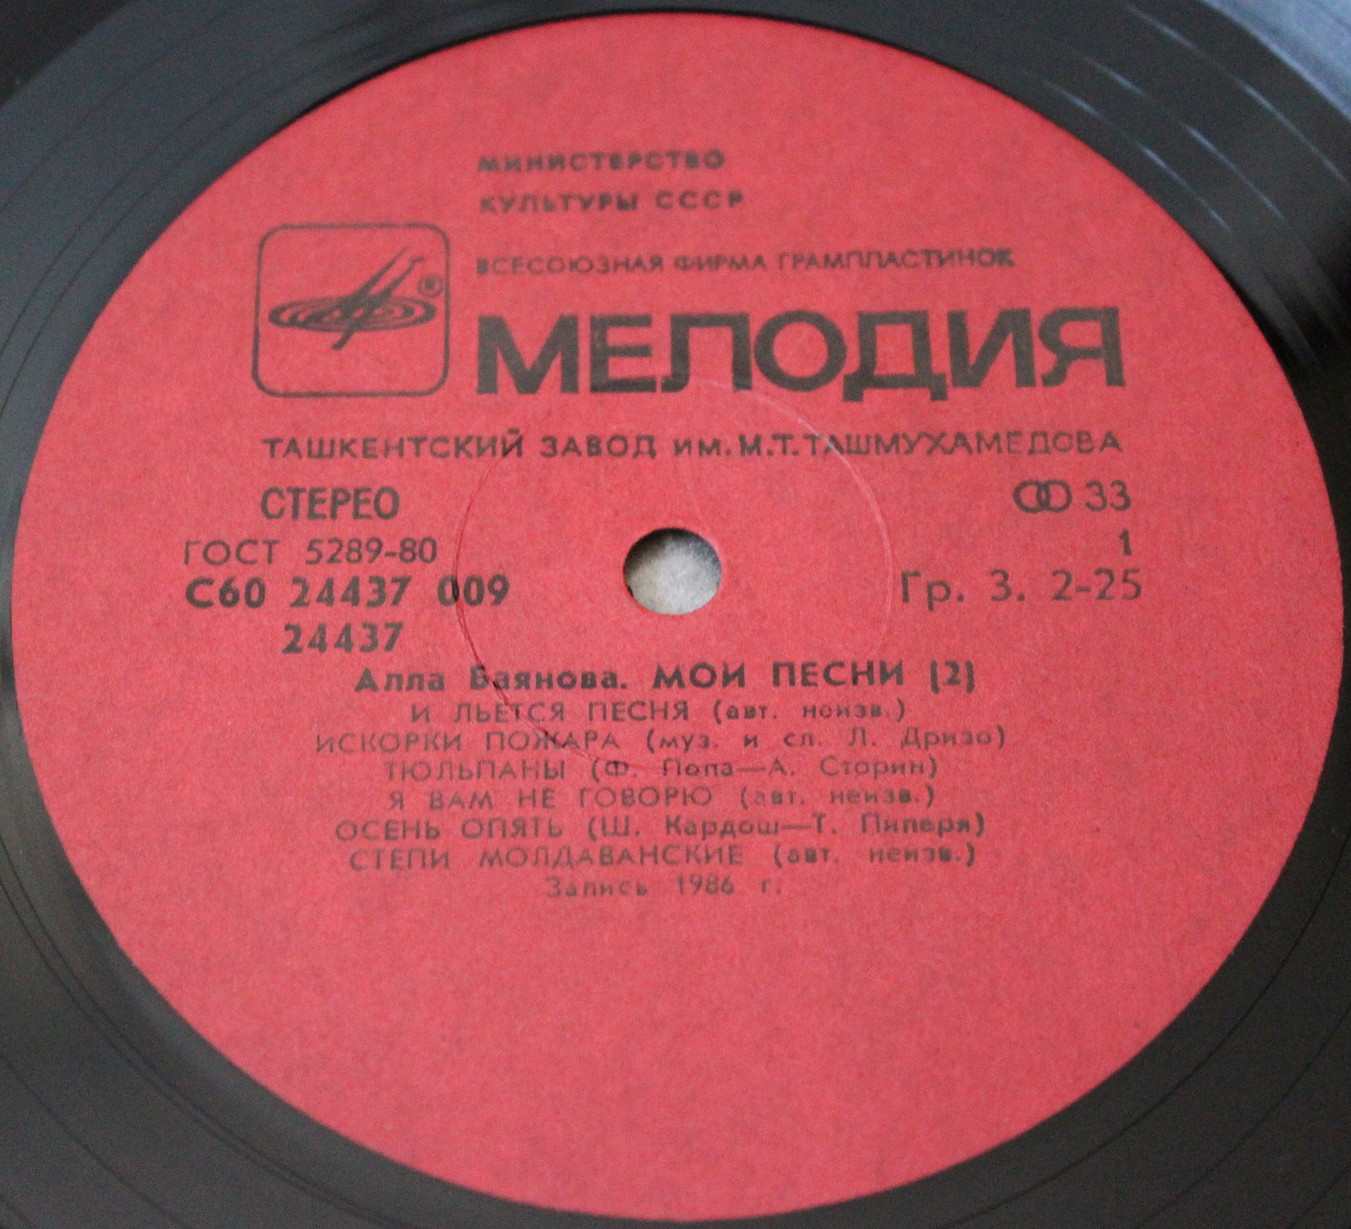 МИНИСТЕРСТВО
КУЛЬТУРЫ СССР
ВСЕСОЮЗНАЯ ФИРМА ГРАМПЛАСТИНОК
®
МЕЛОДИЯ
ТАШКЕНТСКИЙ ЗАВОД им. М.Т. ТАШМУХАМЕДОВА
СТЕРЕО
33
ГОСТ 5289-80
1
С60 24437 009
Гр. 3. 2-25
24437
Алла Баянова. МОИ ПЕСНИ (2)
И ЛЬЕТСЯ ПЕСНЯ (авт. неизв.)
ИСКОРКИ ПОЖАРА (муз. и сл. Л. Дризо)
ТЮЛЬПАНЫ (Ф. Попа—А. Сторин)
Я ВАМ НЕ ГОВОРЮ (авт. неизв.)
ОСЕНЬ ОПЯТЬ (Ш. Кардош—Т. Пиперя)
СТЕПИ МОЛДАВАНСКИЕ (авт. неизв.)
Запись 1986 г.